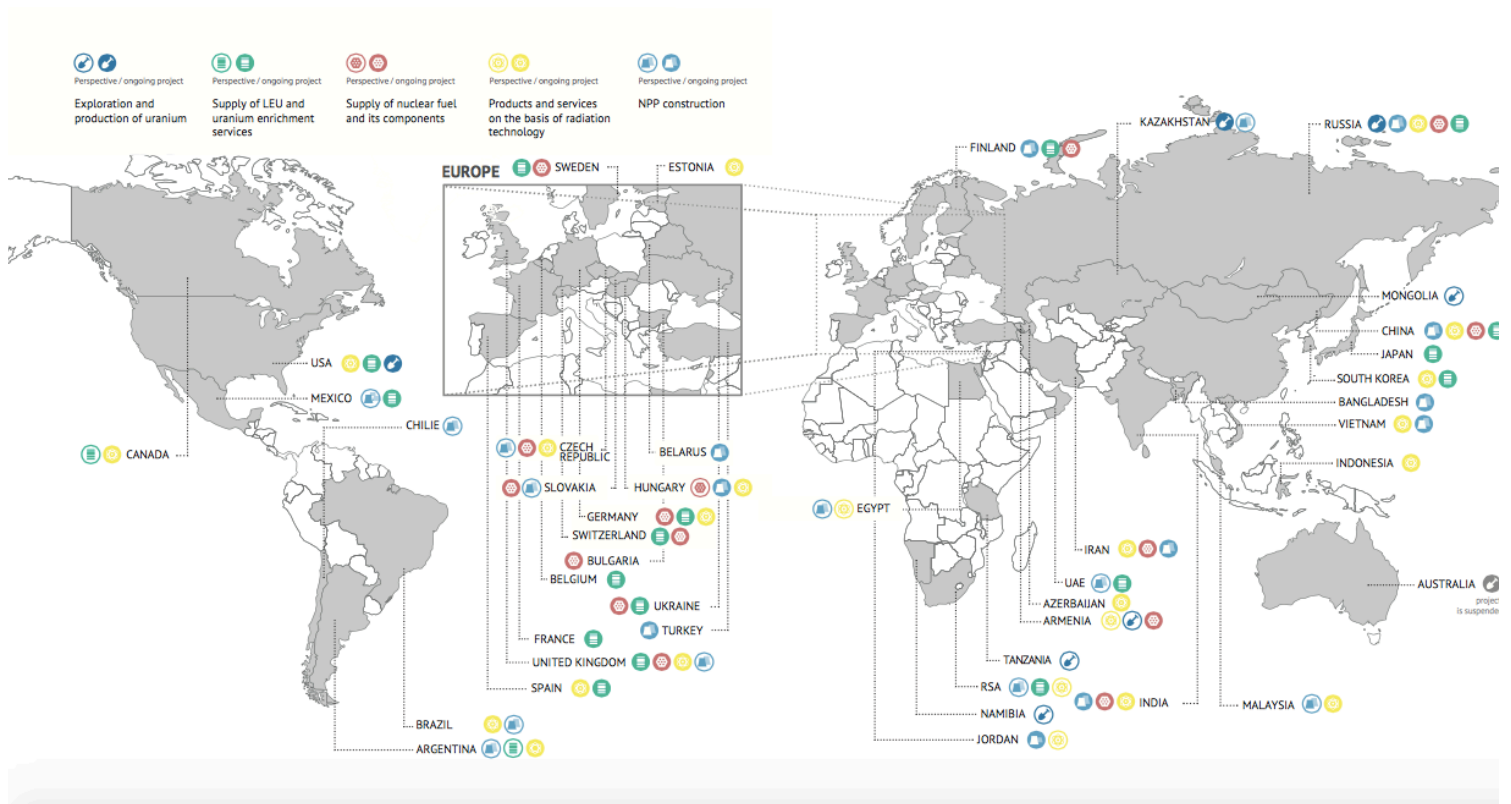 Perspective / ongoing project
Exploration and
production of uranium
Perspective / ongoing project
Supply of LEU and
uranium enrichment
services
Perspective / ongoing project
Supply of nuclear fuel
and its components
Perspective / ongoing project
Products and services
on the basis of radiation
technology
Perspective / ongoing project
NPP construction
EUROPE
SWEDEN
ESTONIA
FINLAND
KAZAKHSTAN
RUSSIA
MONGOLIA
CHINA
JAPAN
SOUTH KOREA
BANGLADESH
VIETNAM
INDONESIA
USA
MEXICO
CHILIE
CANADA
CZECH
REPUBLIC
BELARUS
SLOVAKIA
HUNGARY
GERMANY
SWITZERLAND
BULGARIA
BELGIUM
UKRAINE
TURKEY
FRANCE
UNITED KINGDOM
SPAIN
BRAZIL
ARGENTINA
EGYPT
IRAN
UAE
AZERBAIJAN
ARMENIA
TANZANIA
RSA
INDIA
NAMIBIA
JORDAN
MALAYSIA
AUSTRALIA
project
is suspende